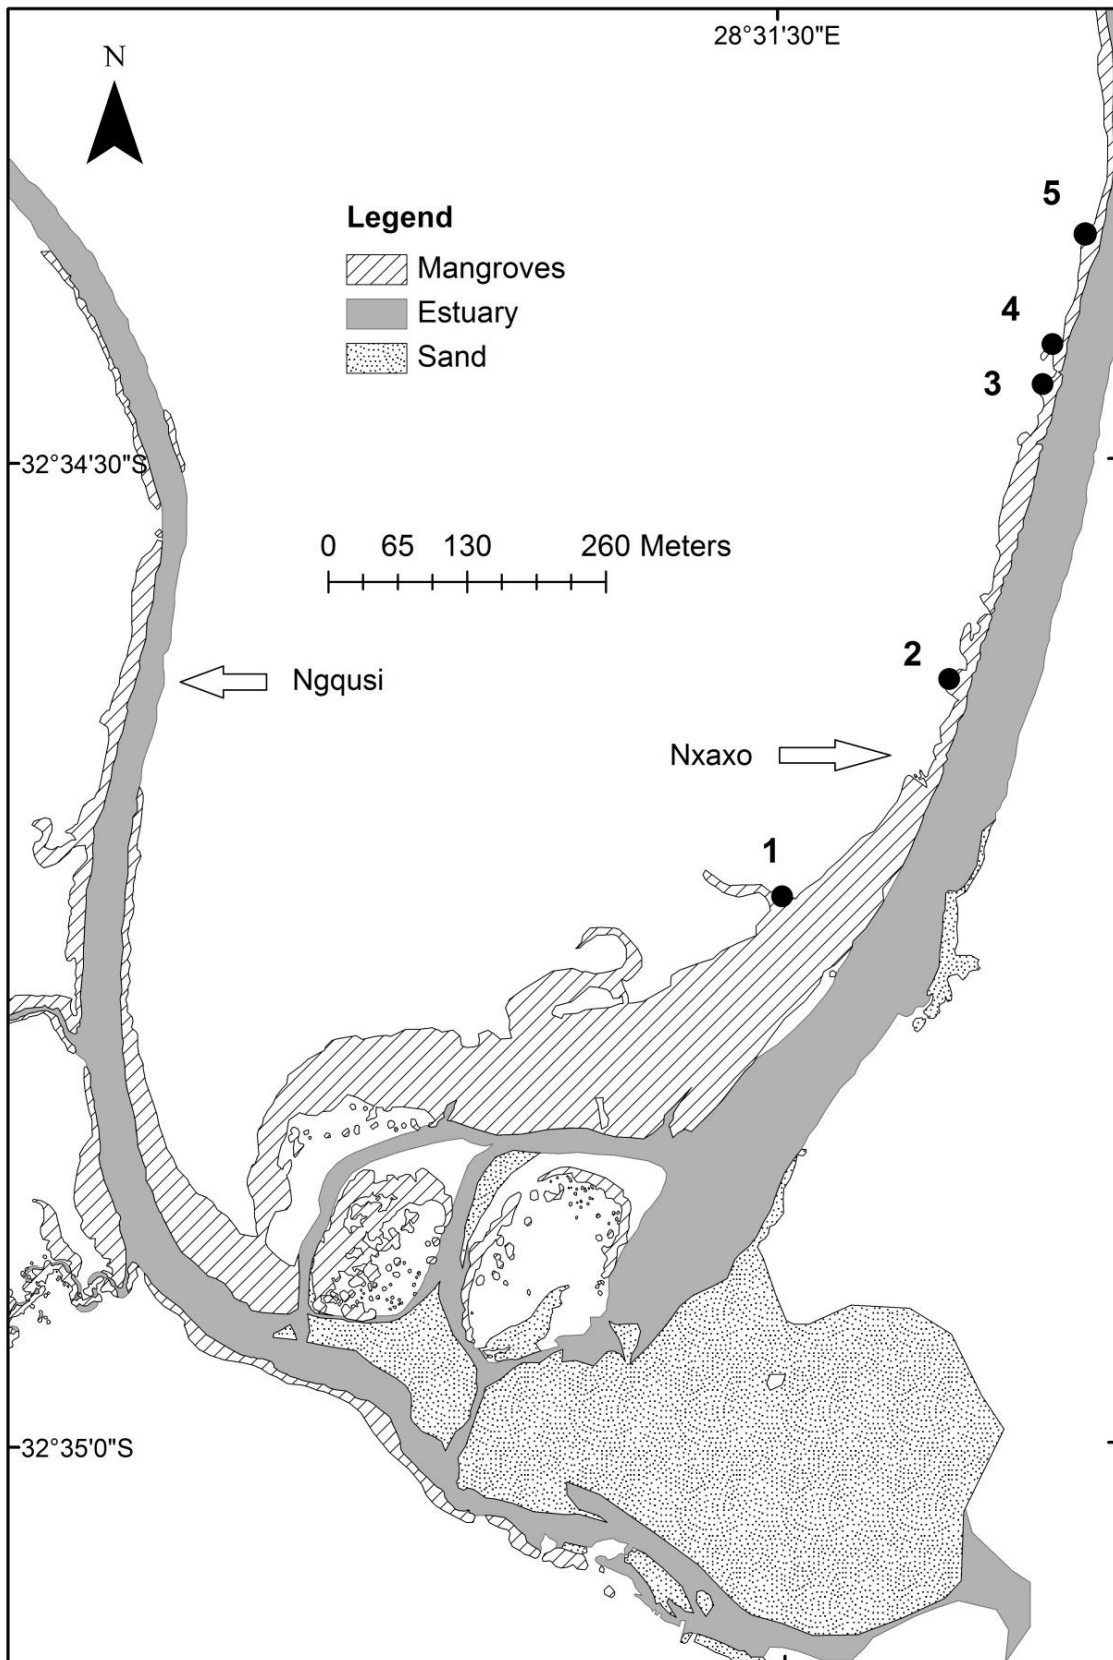 28°31'30"E
N
5
Legend
Mangroves
4
Estuary
Sand
3
32°34'30"S
0 65 130 260 Meters
2
Ngqusi
Nxaxo
1
32°35'0"S